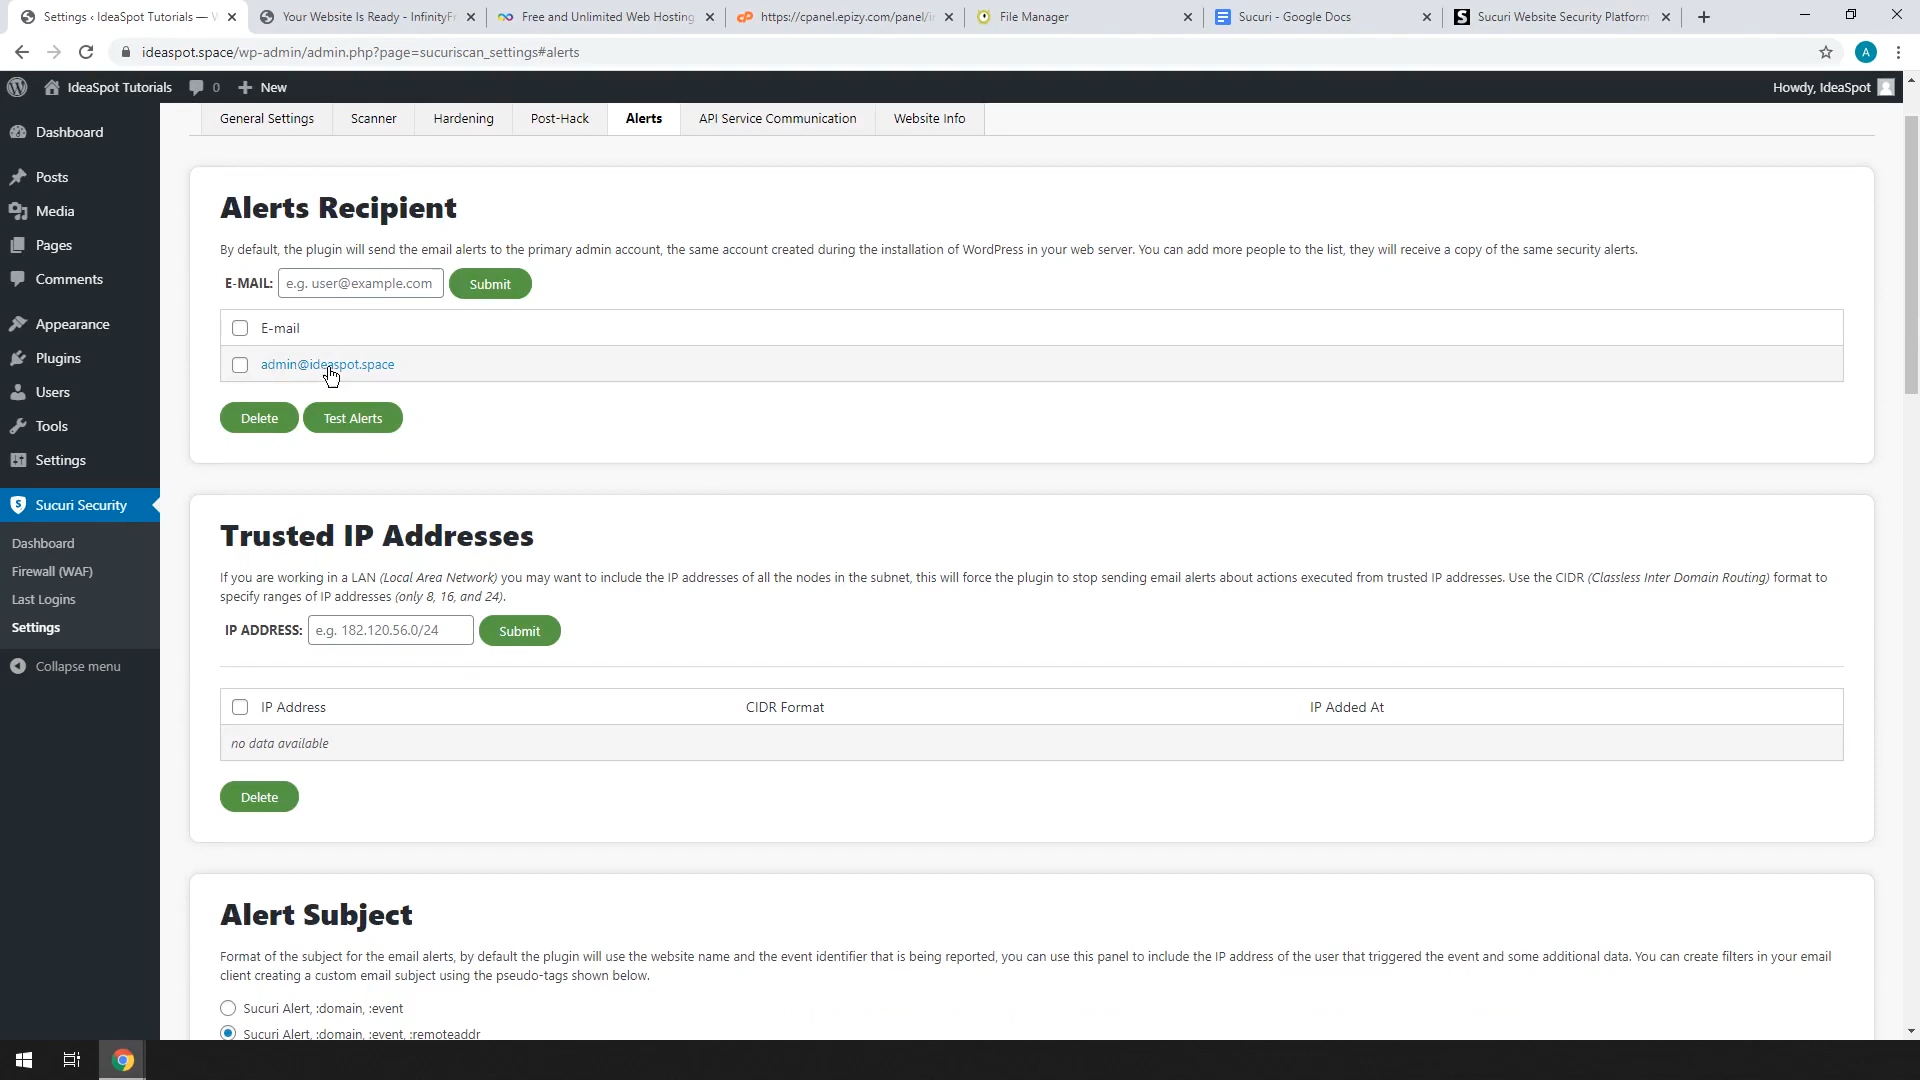 Settings ‹ IdeaSpot Tutorials —
Your Website Is Ready - InfinityF
Free and Unlimited Web Hosting
https://cpanel.epizy.com/panel/i
File Manager
Sucuri - Google Docs
Sucuri Website Security Platform
ideaspot.space/wp-admin/admin.php?page=sucuriscan_settings#alerts
A
IdeaSpot Tutorials
0
New
Howdy, IdeaSpot
Dashboard
Posts
Media
Pages
Comments
Appearance
Plugins
Users
Tools
Settings
Sucuri Security
Dashboard
Firewall (WAF)
Last Logins
Settings
Collapse menu
General Settings
Scanner
Hardening
Post-Hack
Alerts
API Service Communication
Website Info
Alerts Recipient
By default, the plugin will send the email alerts to the primary admin account, the same account created during the installation of WordPress in your web server. You can add more people to the list, they will receive a copy of the same security alerts.
E-MAIL: e.g. user@example.com Submit
E-mail
admin@ideaspot.space
Delete Test Alerts
Trusted IP Addresses
If you are working in a LAN (Local Area Network) you may want to include the IP addresses of all the nodes in the subnet, this will force the plugin to stop sending email alerts about actions executed from trusted IP addresses. Use the CIDR (Classless Inter Domain Routing) format to
specify ranges of IP addresses (only 8, 16, and 24).
IP ADDRESS: e.g. 182.120.56.0/24 Submit
IP Address CIDR Format IP Added At
no data available
Delete
Alert Subject
Format of the subject for the email alerts, by default the plugin will use the website name and the event identifier that is being reported, you can use this panel to include the IP address of the user that triggered the event and some additional data. You can create filters in your email
client creating a custom email subject using the pseudo-tags shown below.
Sucuri Alert, :domain, :event
Sucuri Alert, :domain, :event, :remoteaddr